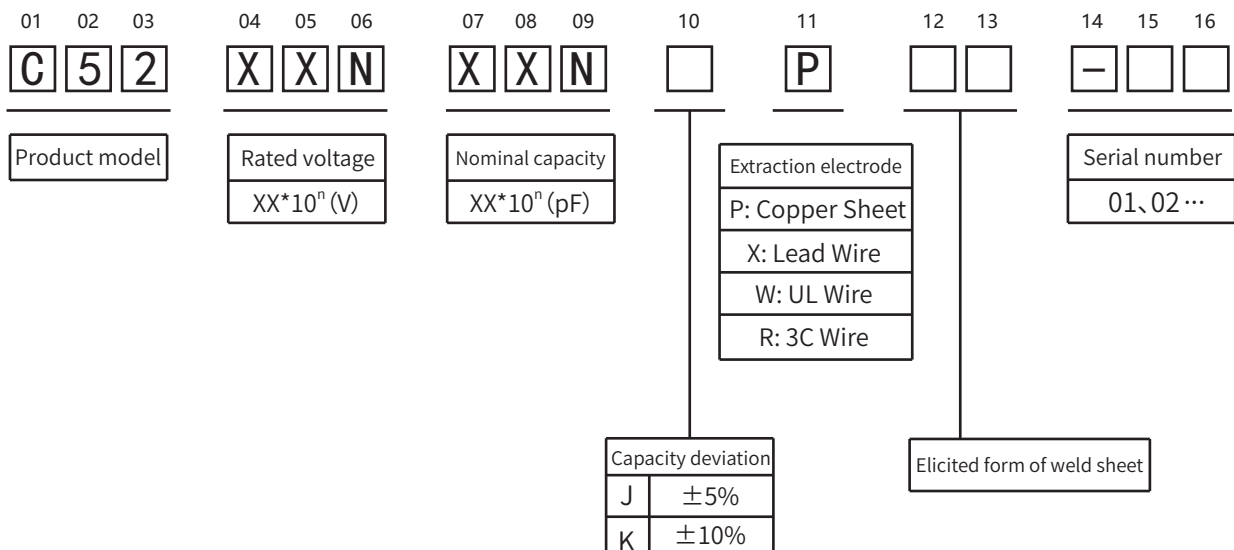 01 02 03 04 05 06 07 08 09 10 11 12 13 14 15 16
C 5 2 X X N X X N P –
Product model
Rated voltage
XX*10ⁿ (V)
Nominal capacity
XX*10ⁿ (pF)
Extraction electrode
P: Copper Sheet
X: Lead Wire
W: UL Wire
R: 3C Wire
Serial number
01、02…
Capacity deviation
J ±5%
K ±10%
Elicited form of weld sheet